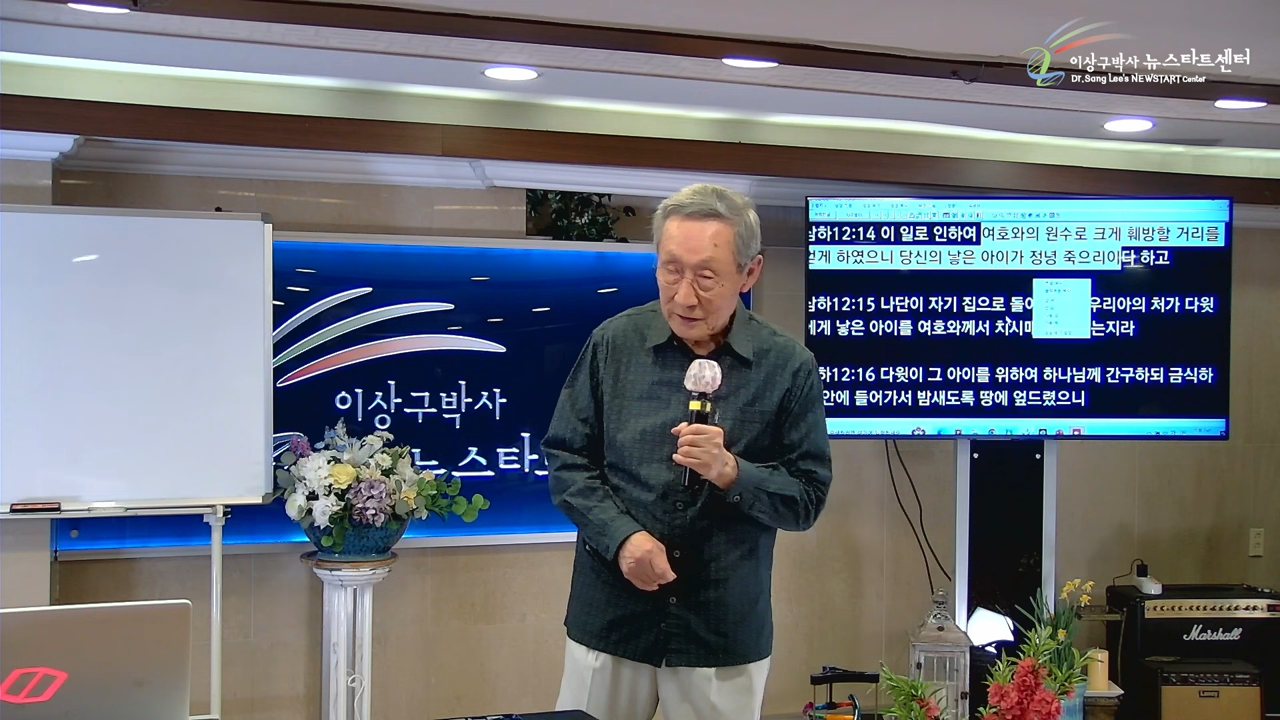 이상구박사 뉴스타트센터
Dr. Sang Lee's NEWSTART Center
삼하12:14 이 일로 인하여 여호와의 원수로 크게 훼방할 거리를
얻게 하였으니 당신의 낳은 아이가 정녕 죽으리이다 하고
삼하12:15 나단이 자기 집으로 우리아의 처가 다윗
에게 낳은 아이를 여호와께서 치시매 는지라
하12:16 다윗이 그 아이를 위하여 하나님께 간구하되 금식하
안에 들어가서 밤새도록 땅에 엎드렸으니
이상구박사
뉴스타트
Marshall
Laney